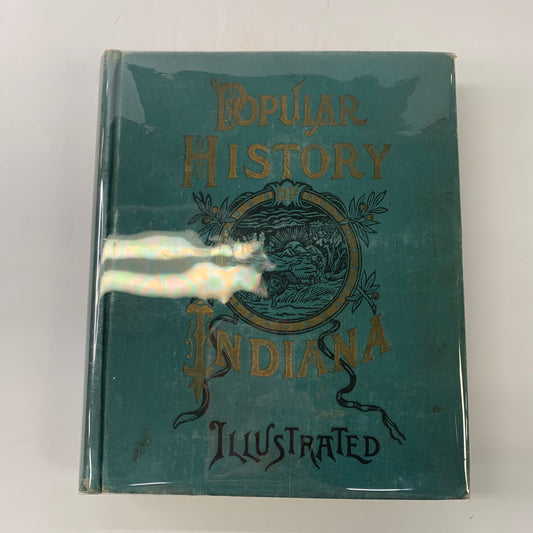 POPULAR
HISTORY
OF
INDIANA
ILLUSTRATED